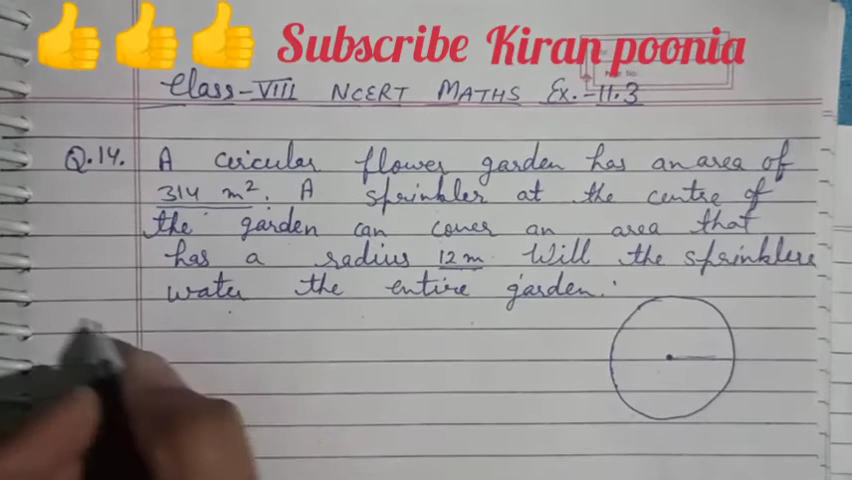 Subscribe Kiran poonia
Class-VIII NCERT MATHS Ex.-11.3
Q.14. A circular flower garden has an area of
314 m². A sprinkler at the centre of
the garden can cover an area that
has a radius 12m. Will the sprinklere
water the entire garden.